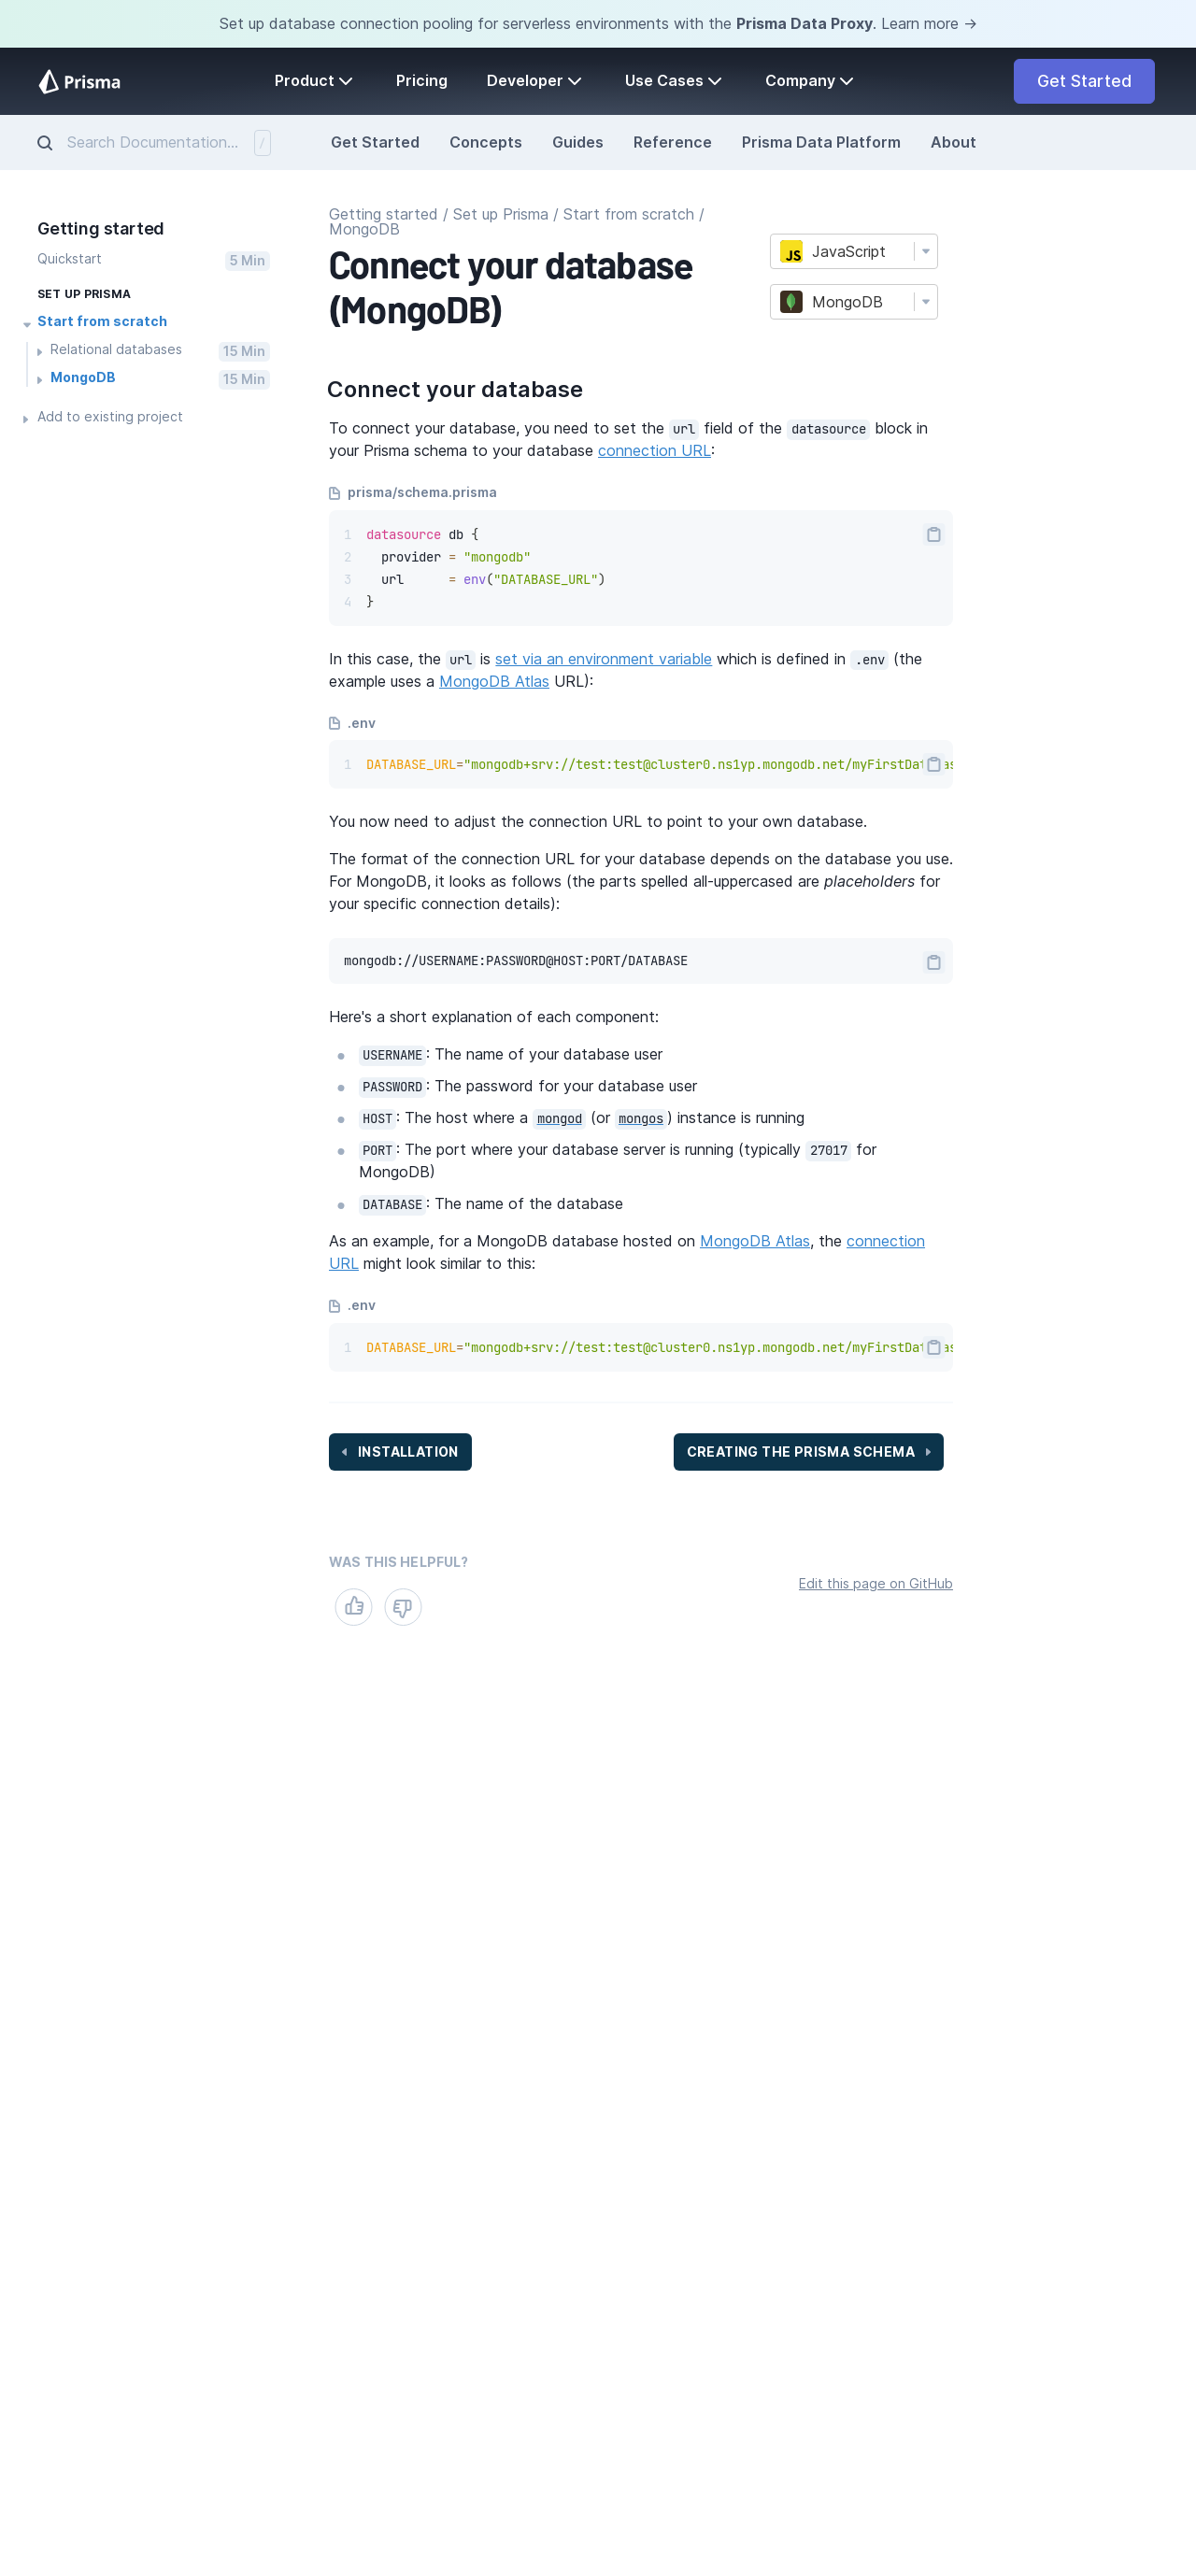 Set up database connection pooling for serverless environments with the Prisma Data Proxy. Learn more →
Prisma
Product
Pricing
Developer
Use Cases
Company
Get Started
Search Documentation...
/
Get Started
Concepts
Guides
Reference
Prisma Data Platform
About
Getting started
Quickstart
5 Min
SET UP PRISMA
Start from scratch
Relational databases
15 Min
MongoDB
15 Min
Add to existing project
Getting started / Set up Prisma / Start from scratch /
MongoDB
Connect your database
(MongoDB)
JS JavaScript
MongoDB
Connect your database
To connect your database, you need to set the url field of the datasource block in
your Prisma schema to your database connection URL:
prisma/schema.prisma
1 datasource db {
2   provider = "mongodb"
3   url      = env("DATABASE_URL")
4 }
In this case, the url is set via an environment variable which is defined in .env (the
example uses a MongoDB Atlas URL):
.env
1 DATABASE_URL="mongodb+srv://test:test@cluster0.ns1yp.mongodb.net/myFirstDatabas
You now need to adjust the connection URL to point to your own database.
The format of the connection URL for your database depends on the database you use.
For MongoDB, it looks as follows (the parts spelled all-uppercased are placeholders for
your specific connection details):
mongodb://USERNAME:PASSWORD@HOST:PORT/DATABASE
Here's a short explanation of each component:
USERNAME: The name of your database user
PASSWORD: The password for your database user
HOST: The host where a mongod (or mongos) instance is running
PORT: The port where your database server is running (typically 27017 for
MongoDB)
DATABASE: The name of the database
As an example, for a MongoDB database hosted on MongoDB Atlas, the connection
URL might look similar to this:
.env
1 DATABASE_URL="mongodb+srv://test:test@cluster0.ns1yp.mongodb.net/myFirstDatabas
INSTALLATION
CREATING THE PRISMA SCHEMA
WAS THIS HELPFUL?
Edit this page on GitHub